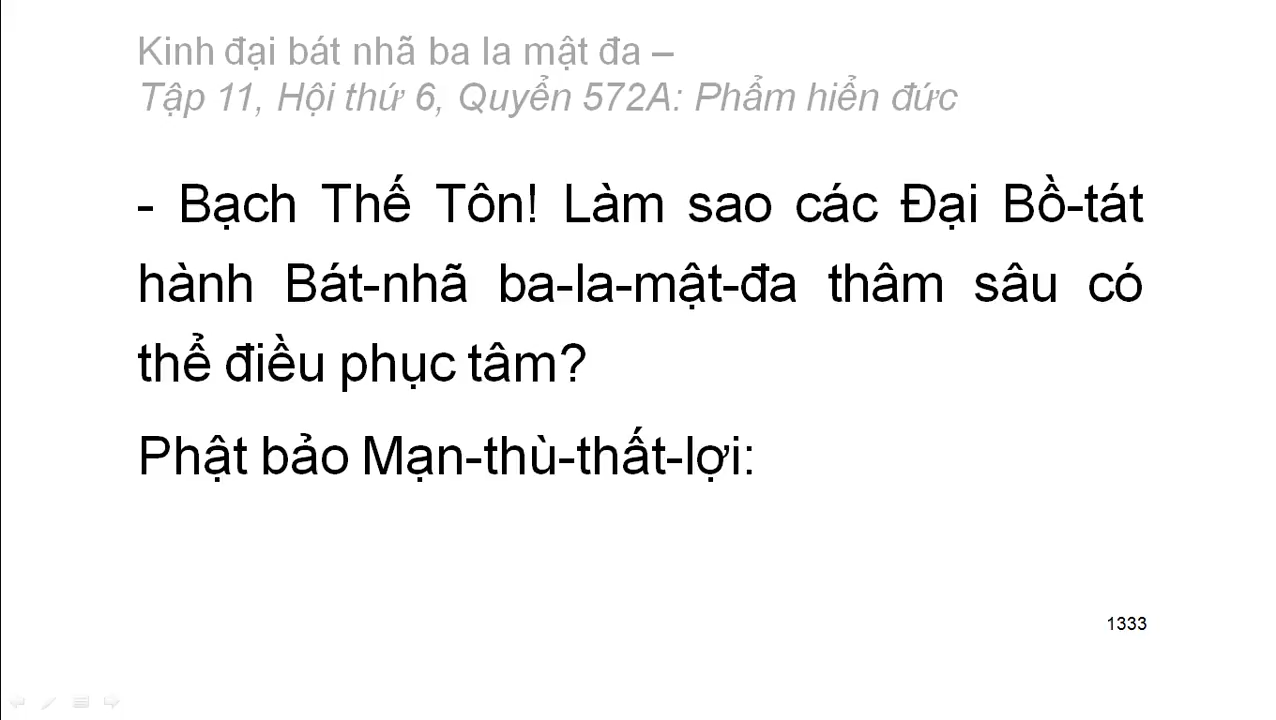 Kinh đại bát nhã ba la mật đa –
Tập 11, Hội thứ 6, Quyển 572A: Phẩm hiển đức
- Bạch Thế Tôn! Làm sao các Đại Bồ-tát
hành Bát-nhã ba-la-mật-đa thâm sâu có
thể điều phục tâm?
Phật bảo Mạn-thù-thất-lợi:
1333